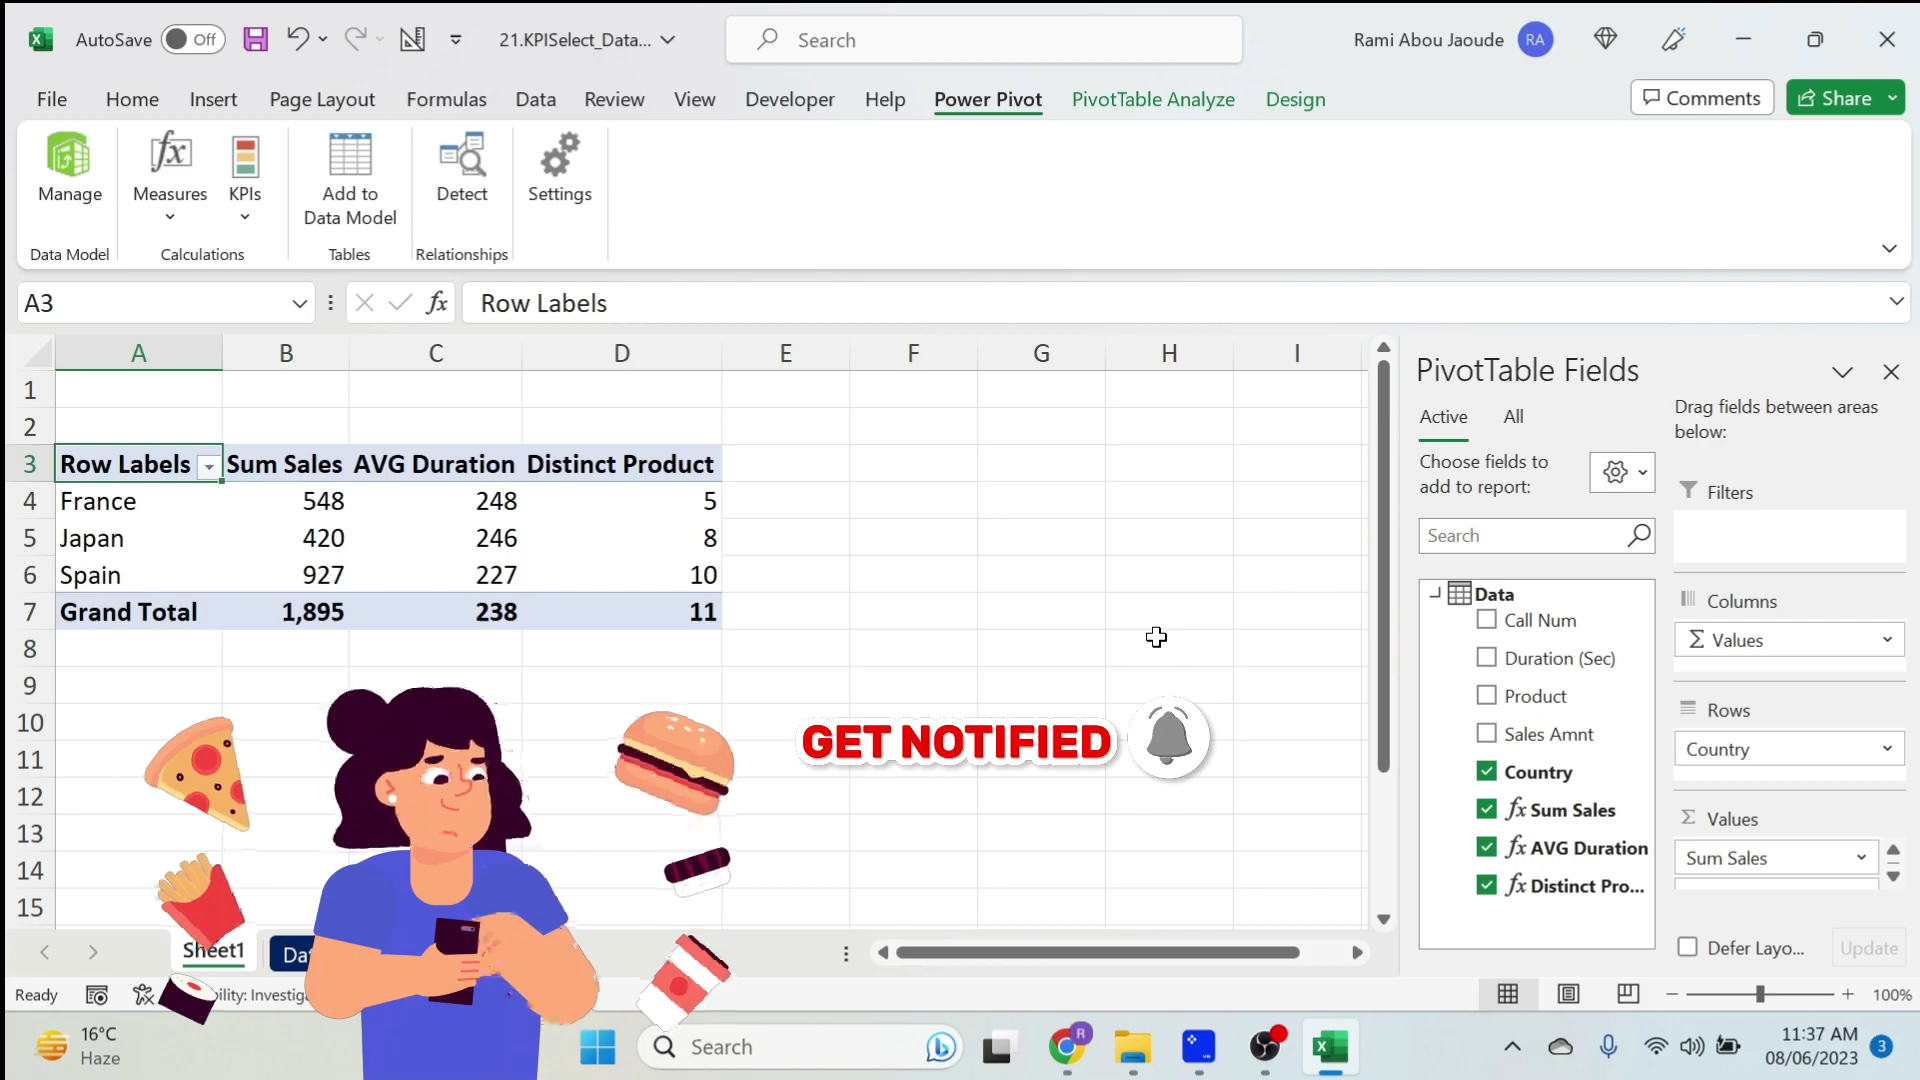 AutoSave Off 21.KPISelect_Data... Search Rami Abou Jaoude RA
File Home Insert Page Layout Formulas Data Review View Developer Help Power Pivot PivotTable Analyze Design Comments Share
Manage Measures KPIs Add to Data Model Detect Settings
Data Model Calculations Tables Relationships
A3 fx Row Labels
A B C D E F G H I
1
2
3 Row Labels Sum Sales AVG Duration Distinct Product
4 France 548 248 5
5 Japan 420 246 8
6 Spain 927 227 10
7 Grand Total 1,895 238 11
8
9
10
11
12
13
14
15
GET NOTIFIED
PivotTable Fields
Active All
Choose fields to
add to report:
Search
Data
Call Num
Duration (Sec)
Product
Sales Amnt
Country
fx Sum Sales
fx AVG Duration
fx Distinct Pro...
Drag fields between areas
below:
Filters
Columns
Σ Values
Rows
Country
Σ Values
Sum Sales
Defer Layo... Update
Sheet1
Ready 100%
16°C
Haze
Search
R
11:37 AM
08/06/2023
3